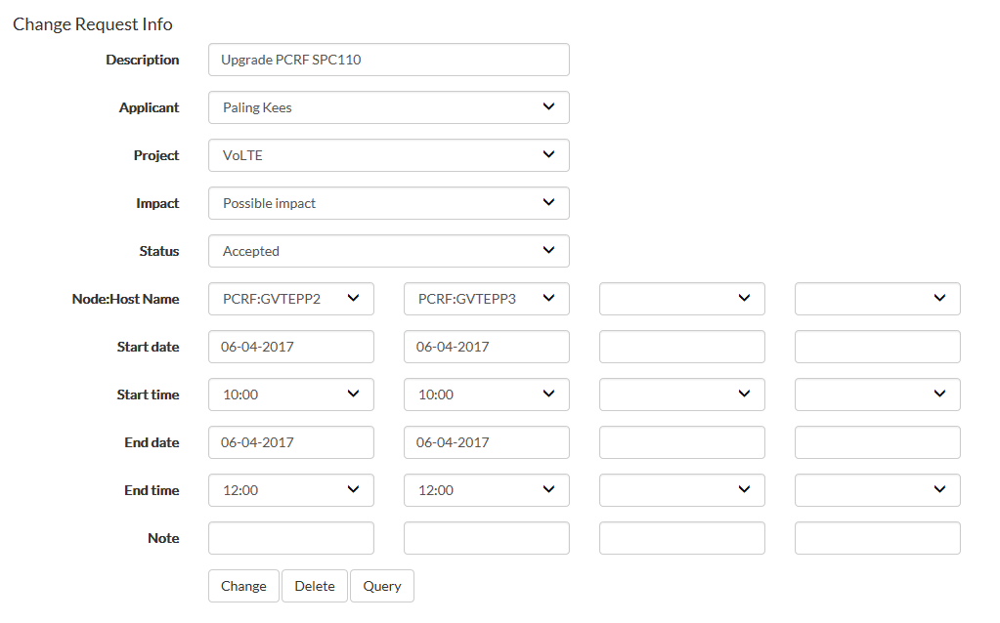 Change Request Info
Description Upgrade PCRF SPC110
Applicant Paling Kees
Project VoLTE
Impact Possible impact
Status Accepted
Node:Host Name PCRF:GVTEPP2 PCRF:GVTEPP3
Start date 06-04-2017 06-04-2017
Start time 10:00 10:00
End date 06-04-2017 06-04-2017
End time 12:00 12:00
Note
Change Delete Query